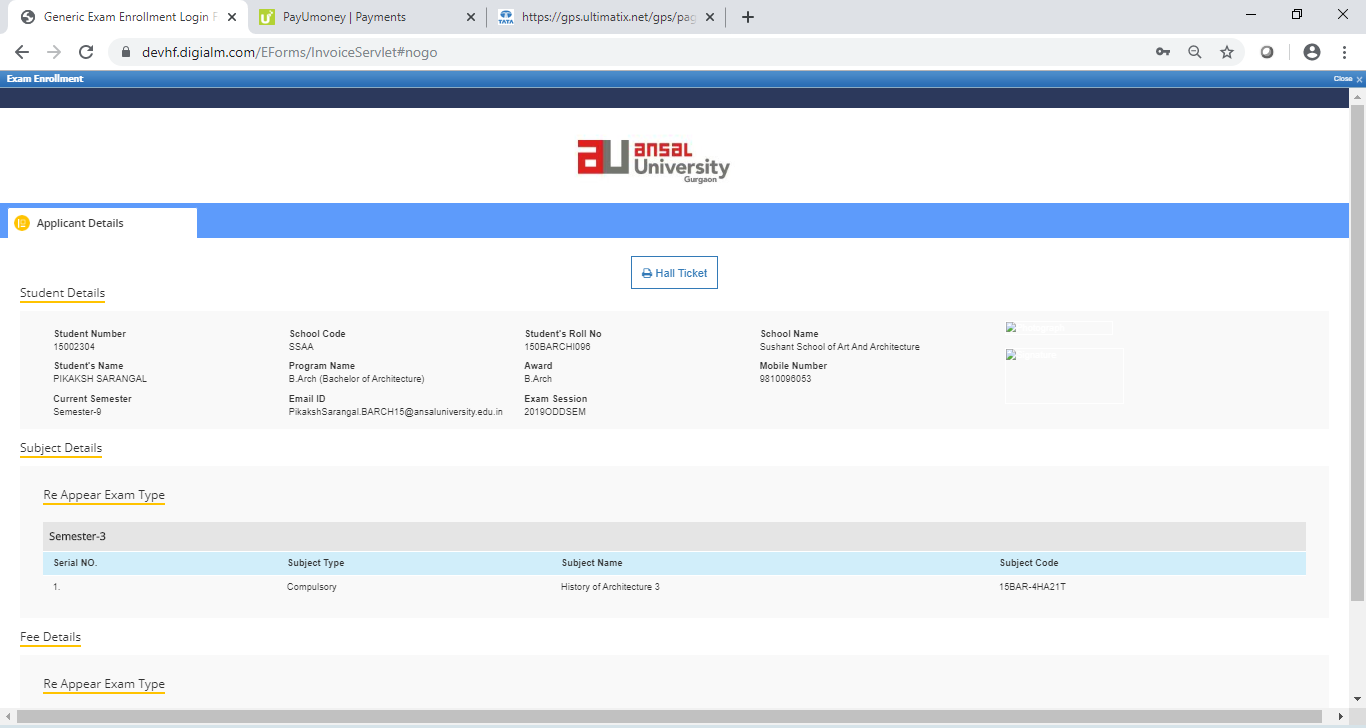 Generic Exam Enrollment Login F
PayUmoney | Payments
https://gps.ultimatix.net/gps/pag
devhf.digialm.com/EForms/InvoiceServlet#nogo
Exam Enrollment
Close x
au ansal
University
Gurgaon
Applicant Details
Hall Ticket
Student Details
Student Number School Code Student's Roll No School Name
15002304 SSAA 150BARCHI096 Sushant School of Art And Architecture
Student's Name Program Name Award Mobile Number
PIKAKSH SARANGAL B.Arch (Bachelor of Architecture) B.Arch 9810096053
Current Semester Email ID Exam Session
Semester-9 PikakshSarangal.BARCH15@ansaluniversity.edu.in 2019ODDSEM
Subject Details
Re Appear Exam Type
Semester-3
Serial NO. Subject Type Subject Name Subject Code
1. Compulsory History of Architecture 3 15BAR-4HA21T
Fee Details
Re Appear Exam Type